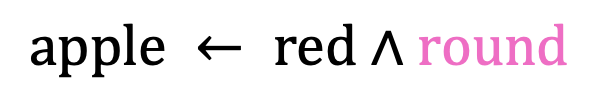 apple ← red ∧ round